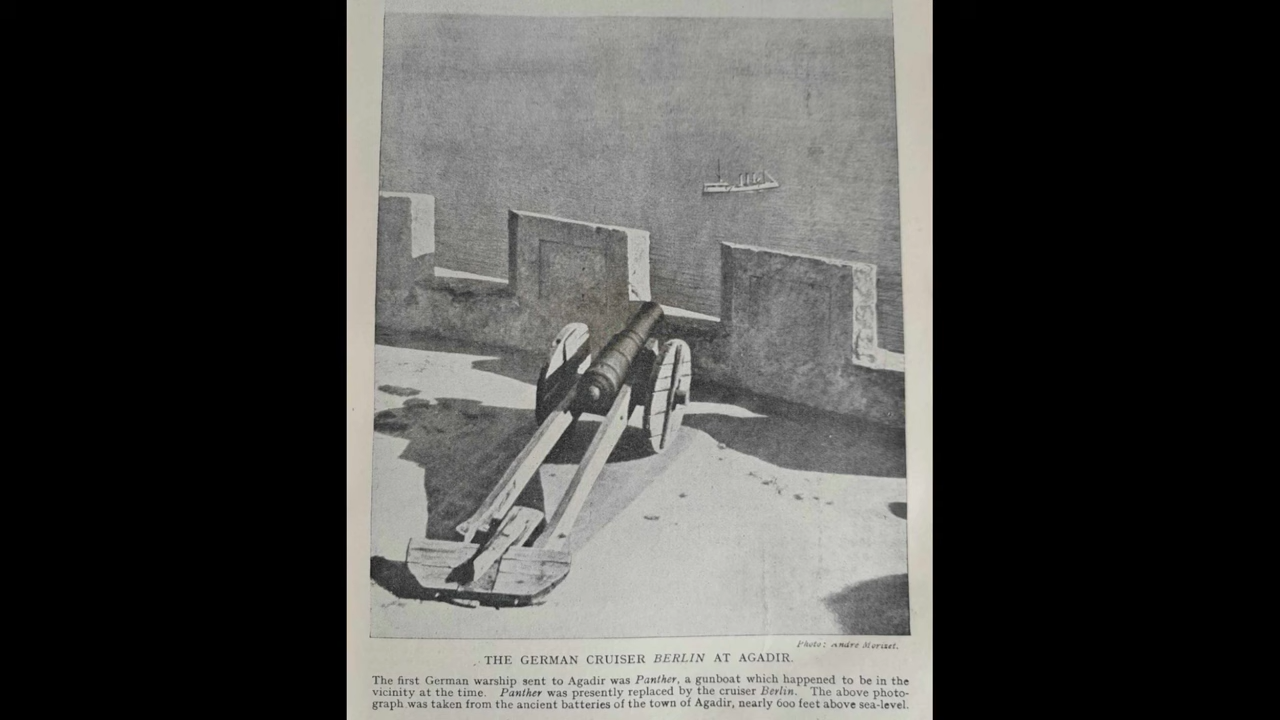 Photo: Andre Morizet.
THE GERMAN CRUISER BERLIN AT AGADIR.
The first German warship sent to Agadir was Panther, a gunboat which happened to be in the
vicinity at the time. Panther was presently replaced by the cruiser Berlin. The above photo-
graph was taken from the ancient batteries of the town of Agadir, nearly 600 feet above sea-level.